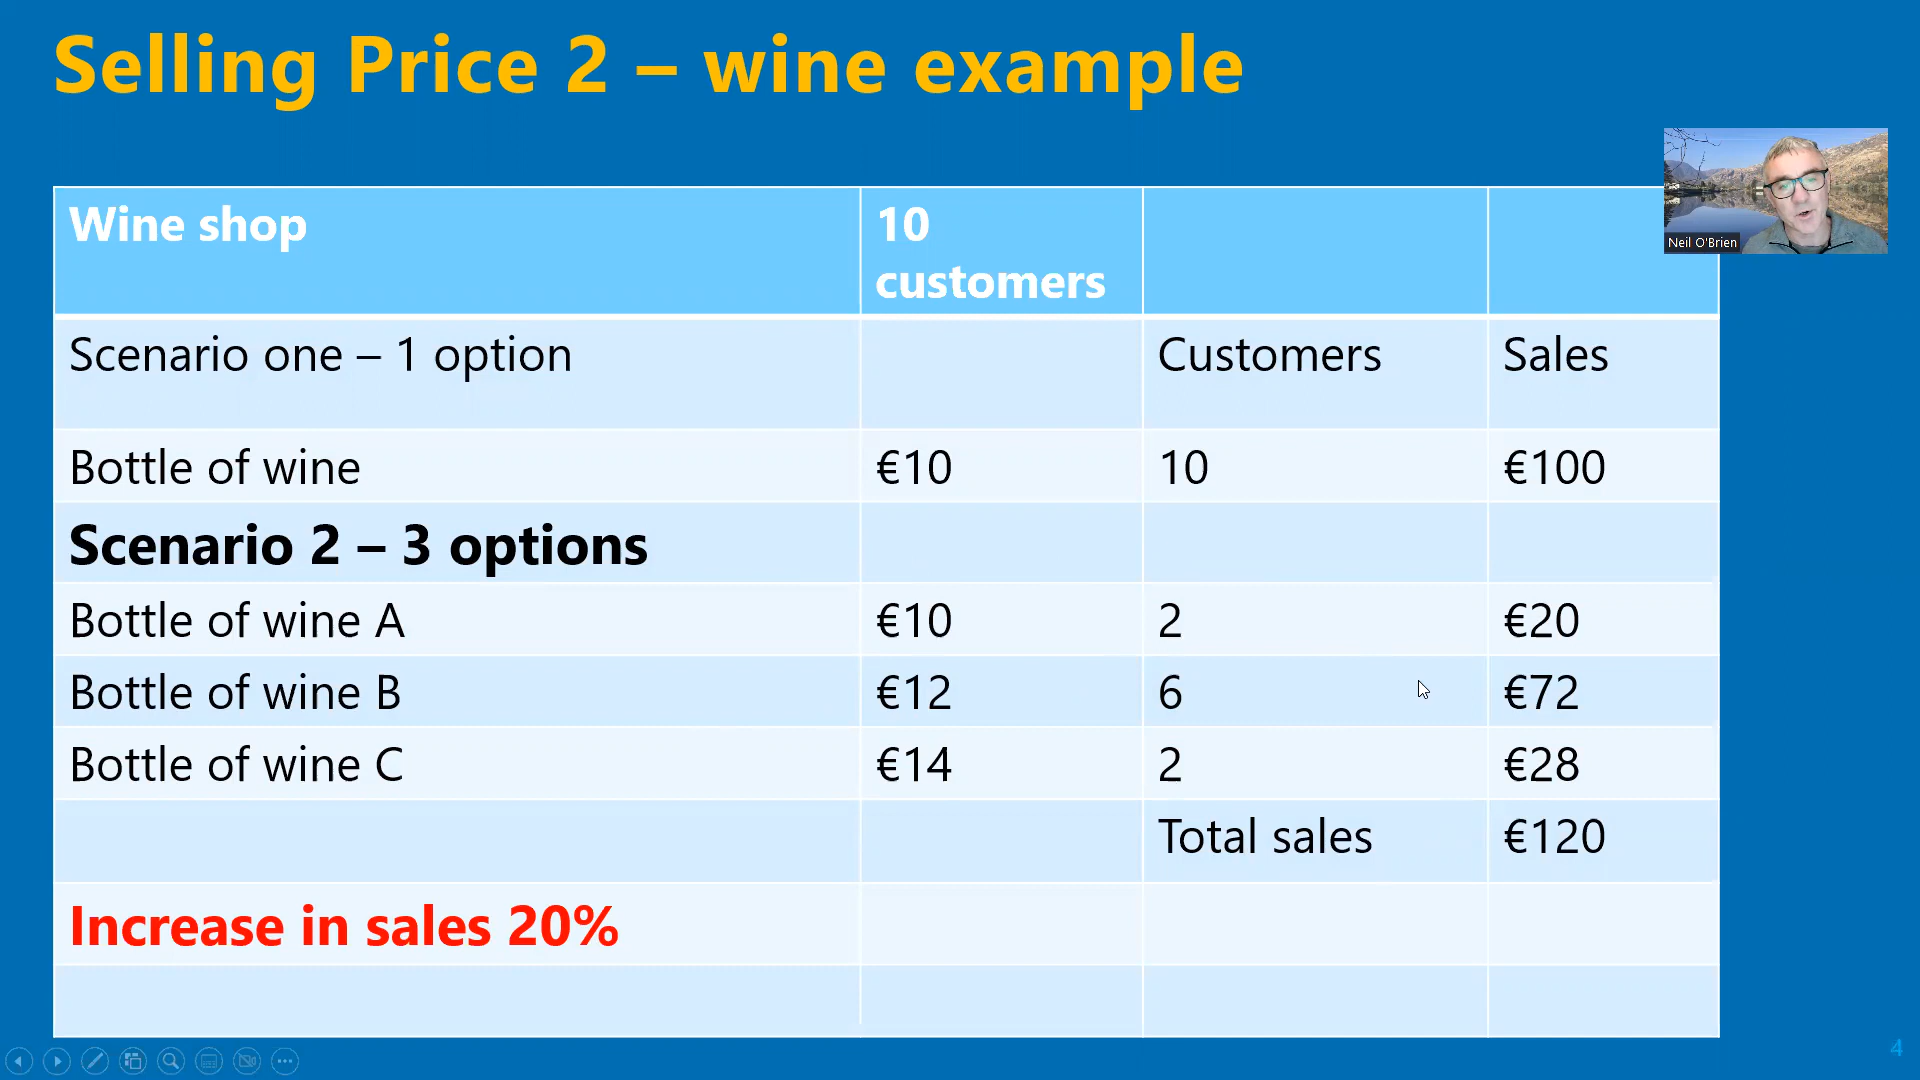 Selling Price 2 – wine example
Neil O'Brien
Wine shop
10
customers
Scenario one – 1 option
Customers
Sales
Bottle of wine
€10
10
€100
Scenario 2 – 3 options
Bottle of wine A
€10
2
€20
Bottle of wine B
€12
6
€72
Bottle of wine C
€14
2
€28
Total sales
€120
Increase in sales 20%
4